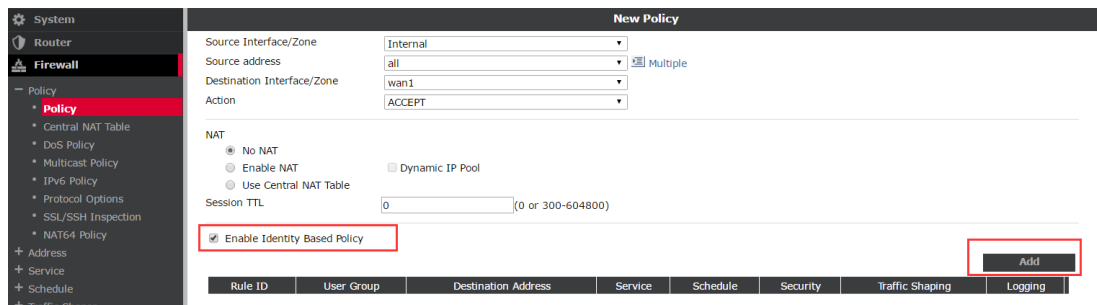 System
Router
Firewall
Policy
Policy
Central NAT Table
DoS Policy
Multicast Policy
IPv6 Policy
Protocol Options
SSL/SSH Inspection
NAT64 Policy
Address
Service
Schedule
New Policy
Source Interface/Zone Internal
Source address all Multiple
Destination Interface/Zone wan1
Action ACCEPT
NAT
No NAT
Enable NAT Dynamic IP Pool
Use Central NAT Table
Session TTL 0 (0 or 300-604800)
Enable Identity Based Policy
Add
Rule ID User Group Destination Address Service Schedule Security Traffic Shaping Logging